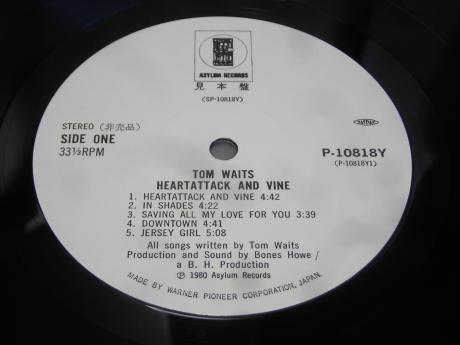 ASYLUM RECORDS
見本盤
(SP-10818Y)
STEREO (非売品)
SIDE ONE
33⅓RPM
P-10818Y
(P-10818Y1)
TOM WAITS
HEARTATTACK AND VINE
1. HEARTATTACK AND VINE 4:42
2. IN SHADES 4:22
3. SAVING ALL MY LOVE FOR YOU 3:39
4. DOWNTOWN 4:41
5. JERSEY GIRL 5:08
All songs written by Tom Waits
Production and Sound by Bones Howe /
a B. H. Production
℗ 1980 Asylum Records
MADE BY WARNER PIONEER CORPORATION, JAPAN.